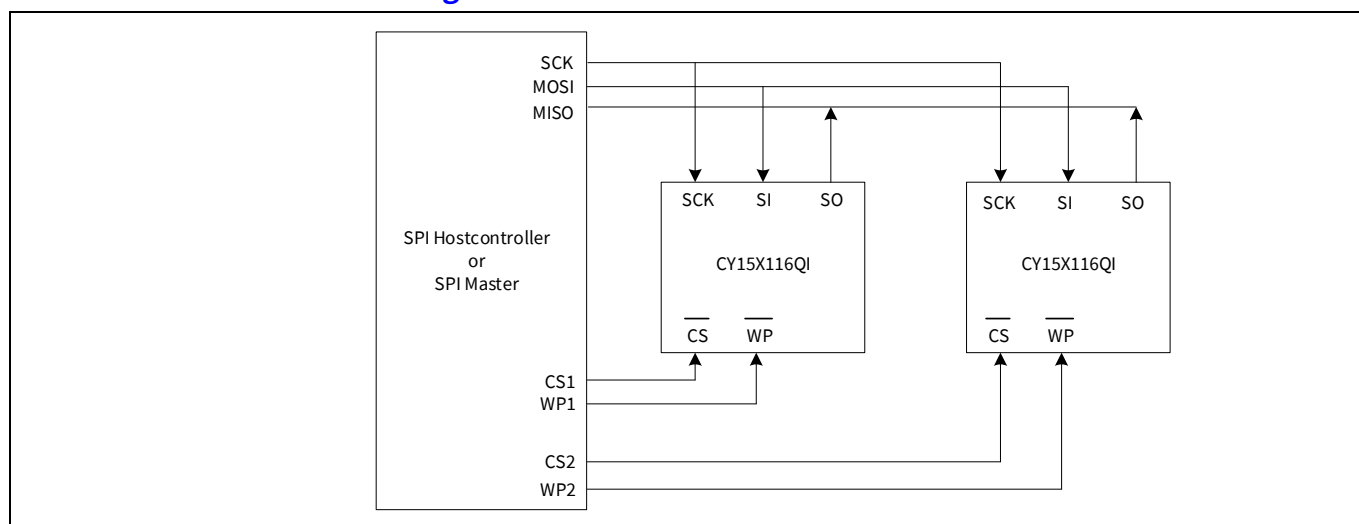 SCK
MOSI
MISO
SPI Hostcontroller
or
SPI Master
CS1
WP1
CS2
WP2
SCK SI SO
CY15X116QI
CS WP
SCK SI SO
CY15X116QI
CS WP